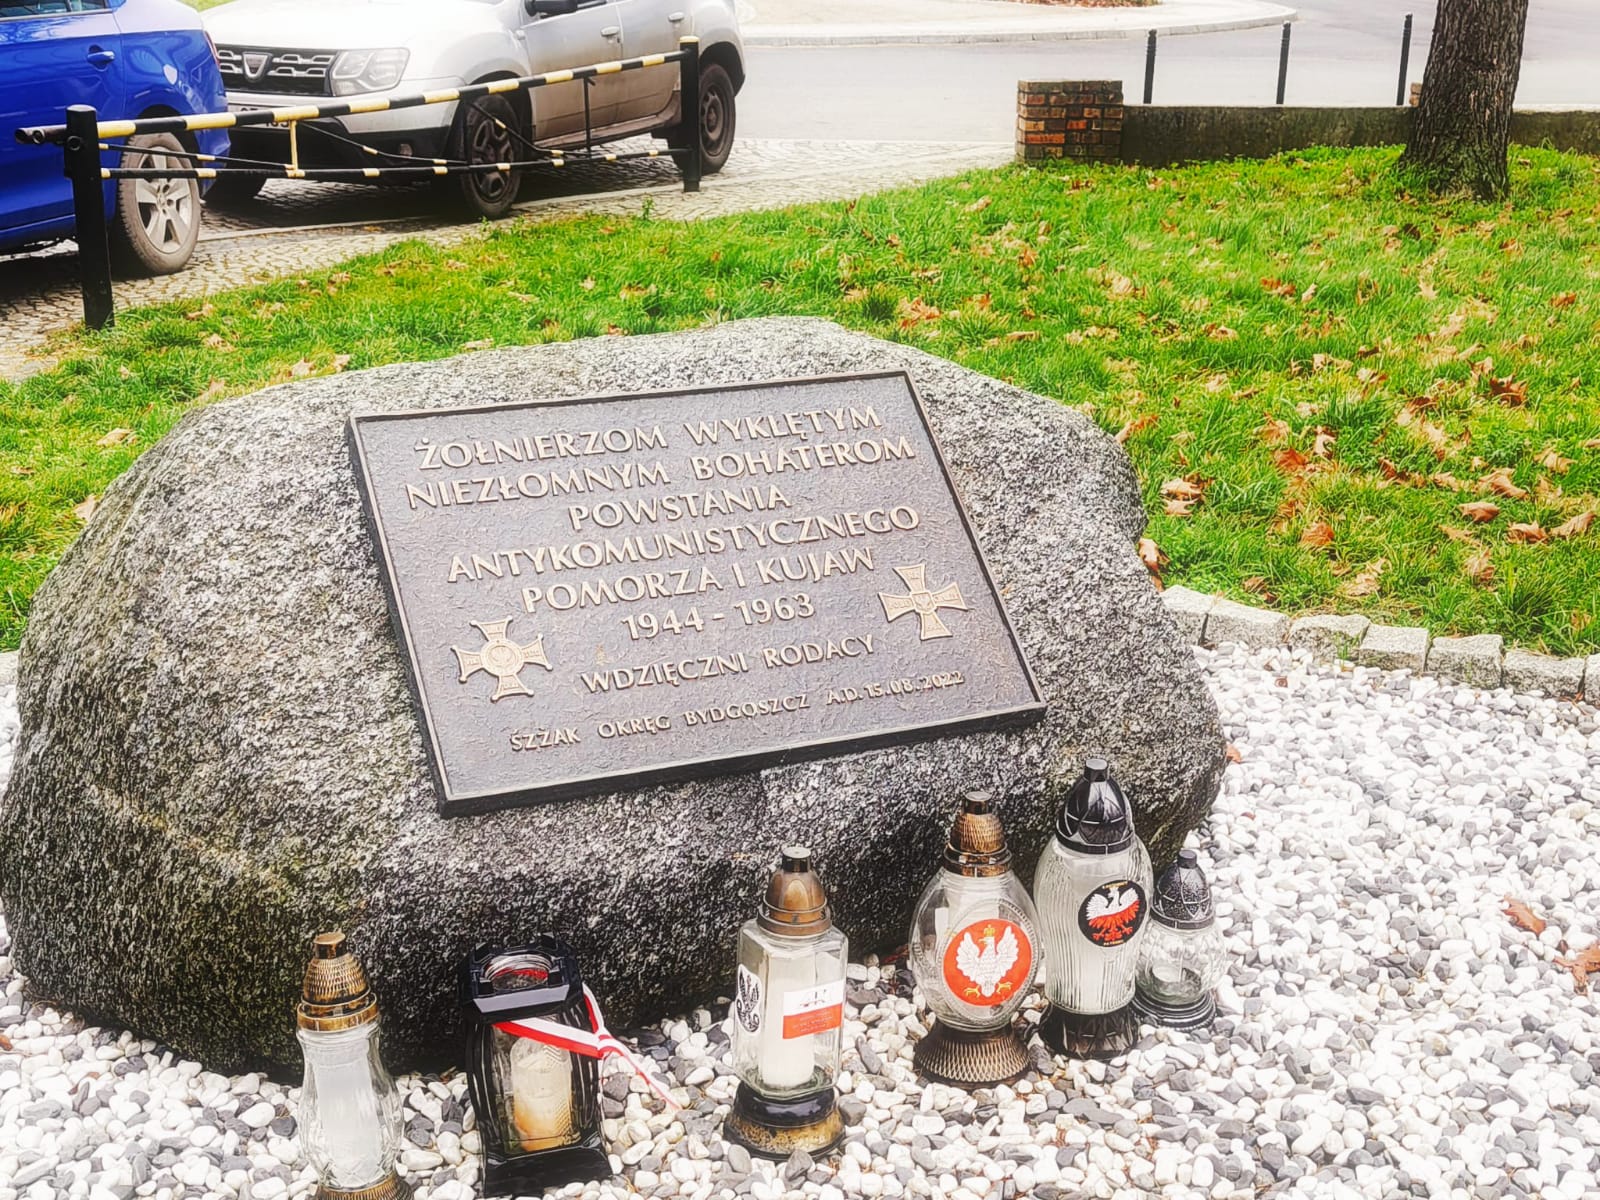 ŻOŁNIERZOM WYKLĘTYM
NIEZŁOMNYM BOHATEROM
POWSTANIA
ANTYKOMUNISTYCZNEGO
POMORZA I KUJAW
1944 - 1963
WDZIĘCZNI RODACY
ŚZŻAK OKRĘG BYDGOSZCZ A.D. 15.08.2022